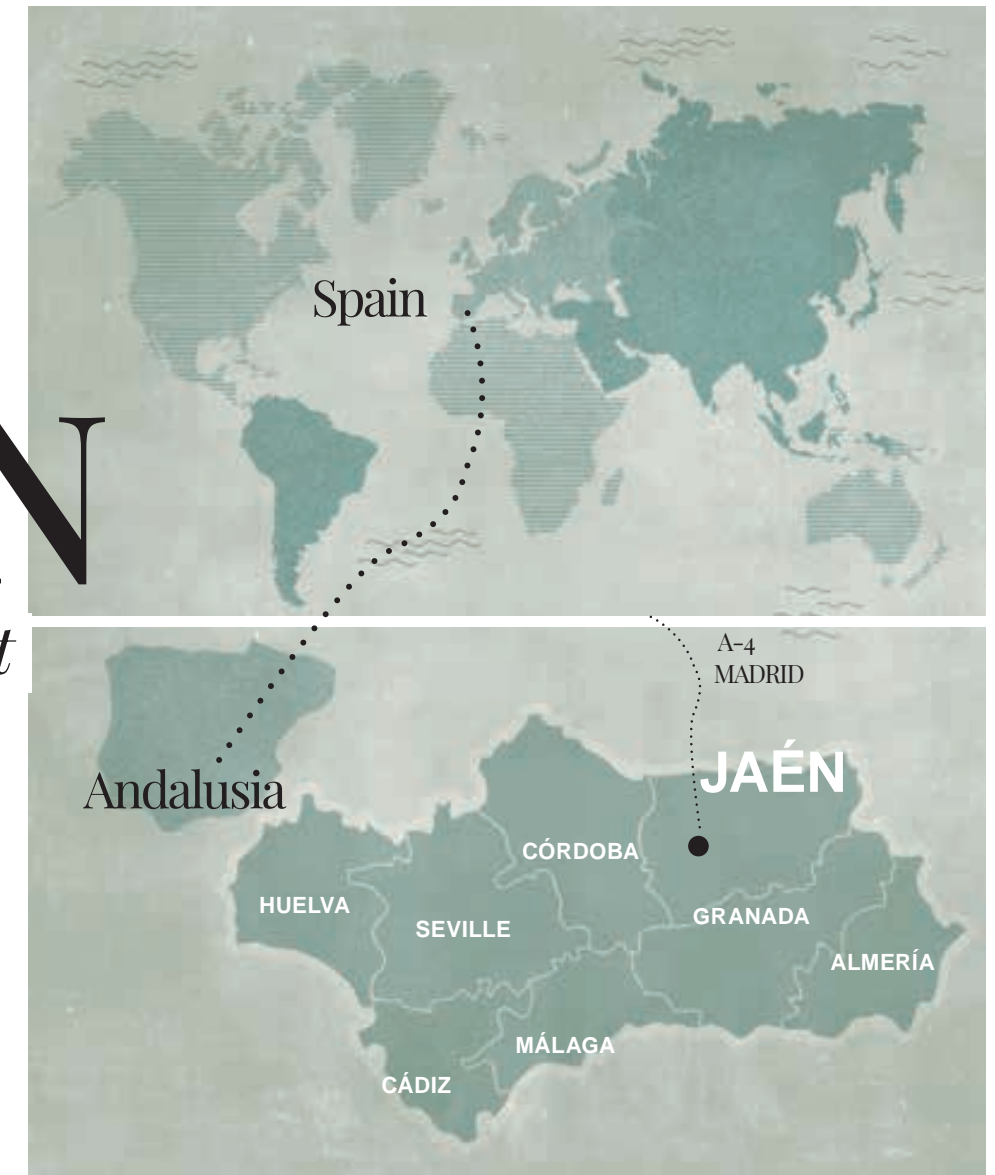 Spain
N
t
A-4
MADRID
JAÉN
Andalusia
CÓRDOBA
HUELVA
GRANADA
SEVILLE
ALMERÍA
MÁLAGA
CÁDIZ